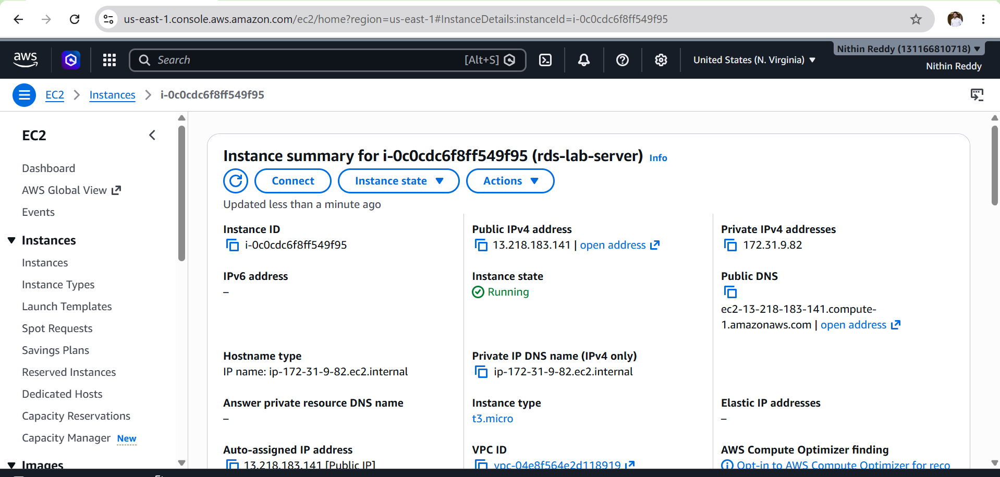 us-east-1.console.aws.amazon.com/ec2/home?region=us-east-1#InstanceDetails:instanceId=i-0c0cdc6f8ff549f95
aws
Search
[Alt+S]
United States (N. Virginia)
Nithin Reddy (131166810718)
Nithin Reddy
EC2
Instances
i-0c0cdc6f8ff549f95
EC2
Dashboard
AWS Global View
Events
Instances
Instances
Instance Types
Launch Templates
Spot Requests
Savings Plans
Reserved Instances
Dedicated Hosts
Capacity Reservations
Capacity Manager New
Images
Instance summary for i-0c0cdc6f8ff549f95 (rds-lab-server) Info
Connect
Instance state
Actions
Updated less than a minute ago
Instance ID
i-0c0cdc6f8ff549f95
Public IPv4 address
13.218.183.141 | open address
Private IPv4 addresses
172.31.9.82
IPv6 address
–
Instance state
Running
Public DNS
ec2-13-218-183-141.compute-
1.amazonaws.com | open address
Hostname type
IP name: ip-172-31-9-82.ec2.internal
Private IP DNS name (IPv4 only)
ip-172-31-9-82.ec2.internal
Answer private resource DNS name
–
Instance type
t3.micro
Elastic IP addresses
–
Auto-assigned IP address
13.218.183.141 [Public IP]
VPC ID
vpc-04e8f564e2d118919
AWS Compute Optimizer finding
Opt-in to AWS Compute Optimizer for reco